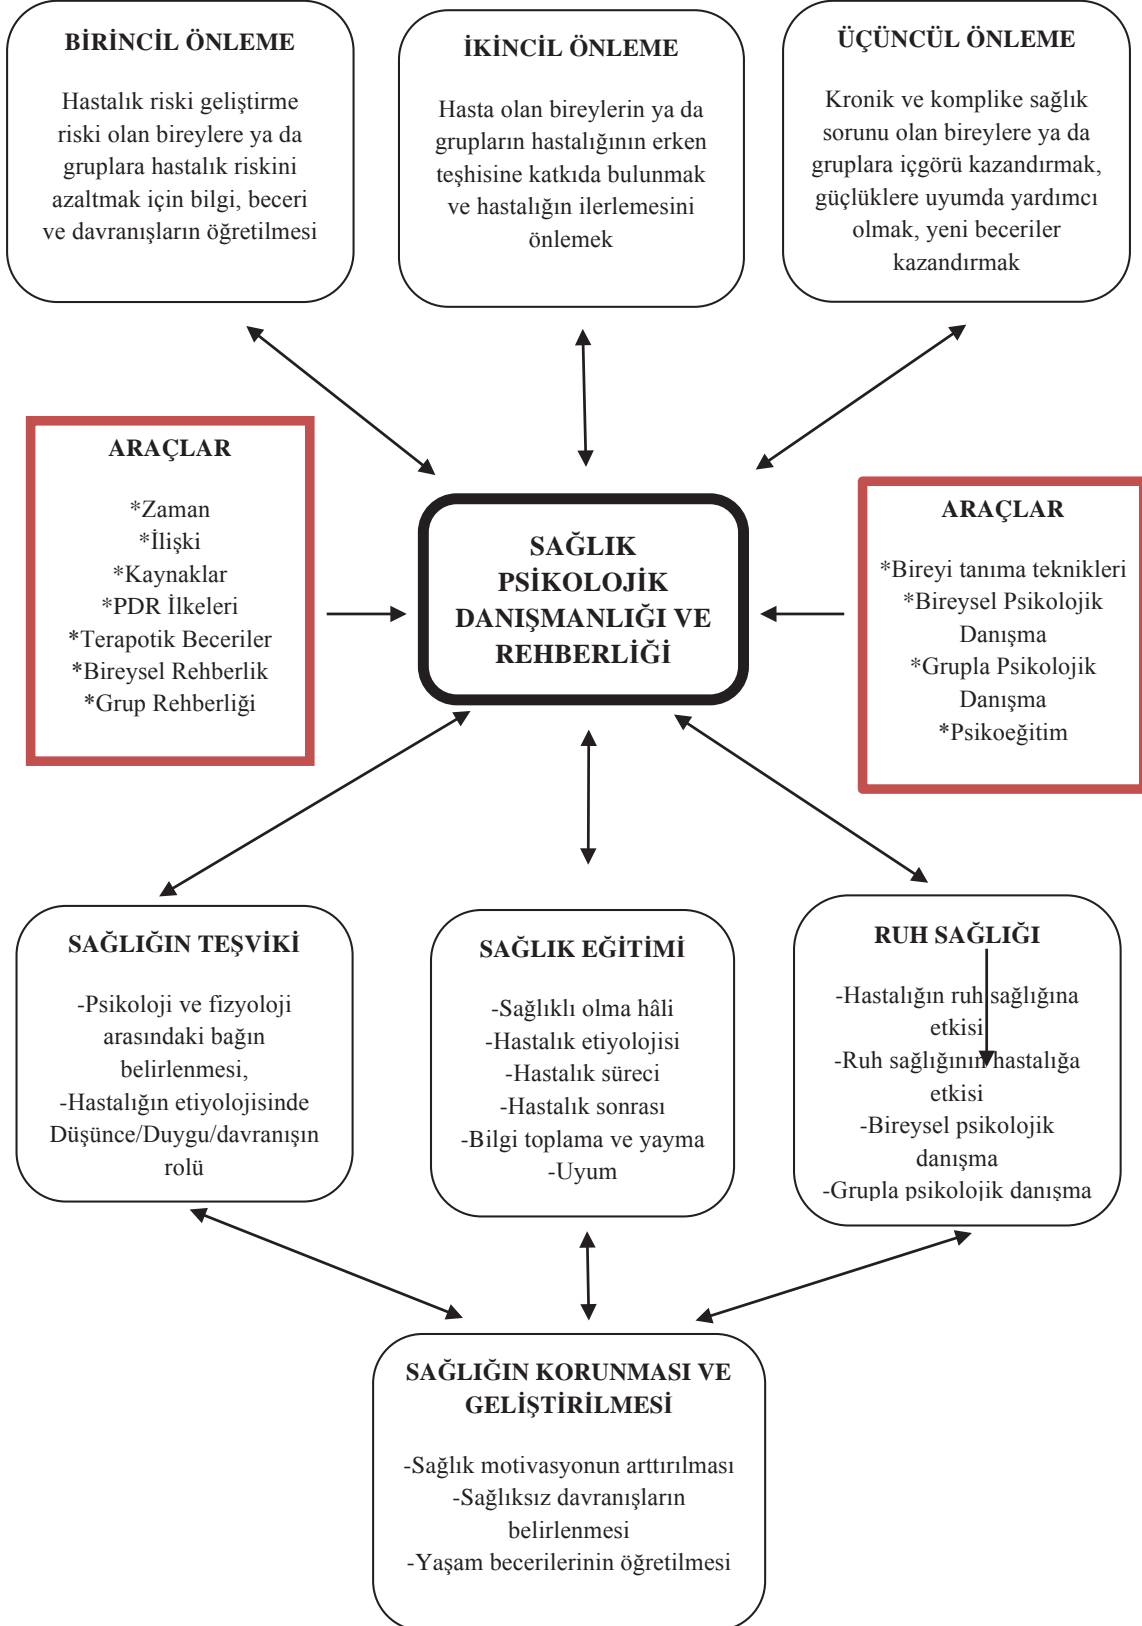 BİRİNCİL ÖNLEME
Hastalık riski geliştirme
riski olan bireylere ya da
gruplara hastalık riskini
azaltmak için bilgi, beceri
ve davranışların öğretilmesi
İKİNCİL ÖNLEME
Hasta olan bireylerin ya da
grupların hastalığının erken
teşhisine katkıda bulunmak
ve hastalığın ilerlemesini
önlemek
ÜÇÜNCÜL ÖNLEME
Kronik ve komplike sağlık
sorunu olan bireylere ya da
gruplara içgörü kazandırmak,
güçlüklere uyumda yardımcı
olmak, yeni beceriler
kazandırmak
ARAÇLAR
*Zaman
*İlişki
*Kaynaklar
*PDR İlkeleri
*Terapotik Beceriler
*Bireysel Rehberlik
*Grup Rehberliği
SAĞLIK
PSİKOLOJİK
DANIŞMANLIĞI VE
REHBERLİĞİ
ARAÇLAR
*Bireyi tanıma teknikleri
*Bireysel Psikolojik
Danışma
*Grupla Psikolojik
Danışma
*Psikoeğitim
SAĞLIĞIN TEŞVİKİ
-Psikoloji ve fizyoloji
arasındaki bağın
belirlenmesi,
-Hastalığın etiyolojisinde
Düşünce/Duygu/davranışın
rolü
SAĞLIK EĞİTİMİ
-Sağlıklı olma hâli
-Hastalık etiyolojisi
-Hastalık süreci
-Hastalık sonrası
-Bilgi toplama ve yayma
-Uyum
RUH SAĞLIĞI
-Hastalığın ruh sağlığına
etkisi
-Ruh sağlığının hastalığa
etkisi
-Bireysel psikolojik
danışma
-Grupla psikolojik danışma
SAĞLIĞIN KORUNMASI VE
GELİŞTİRİLMESİ
-Sağlık motivasyonun arttırılması
-Sağlıksız davranışların
belirlenmesi
-Yaşam becerilerinin öğretilmesi